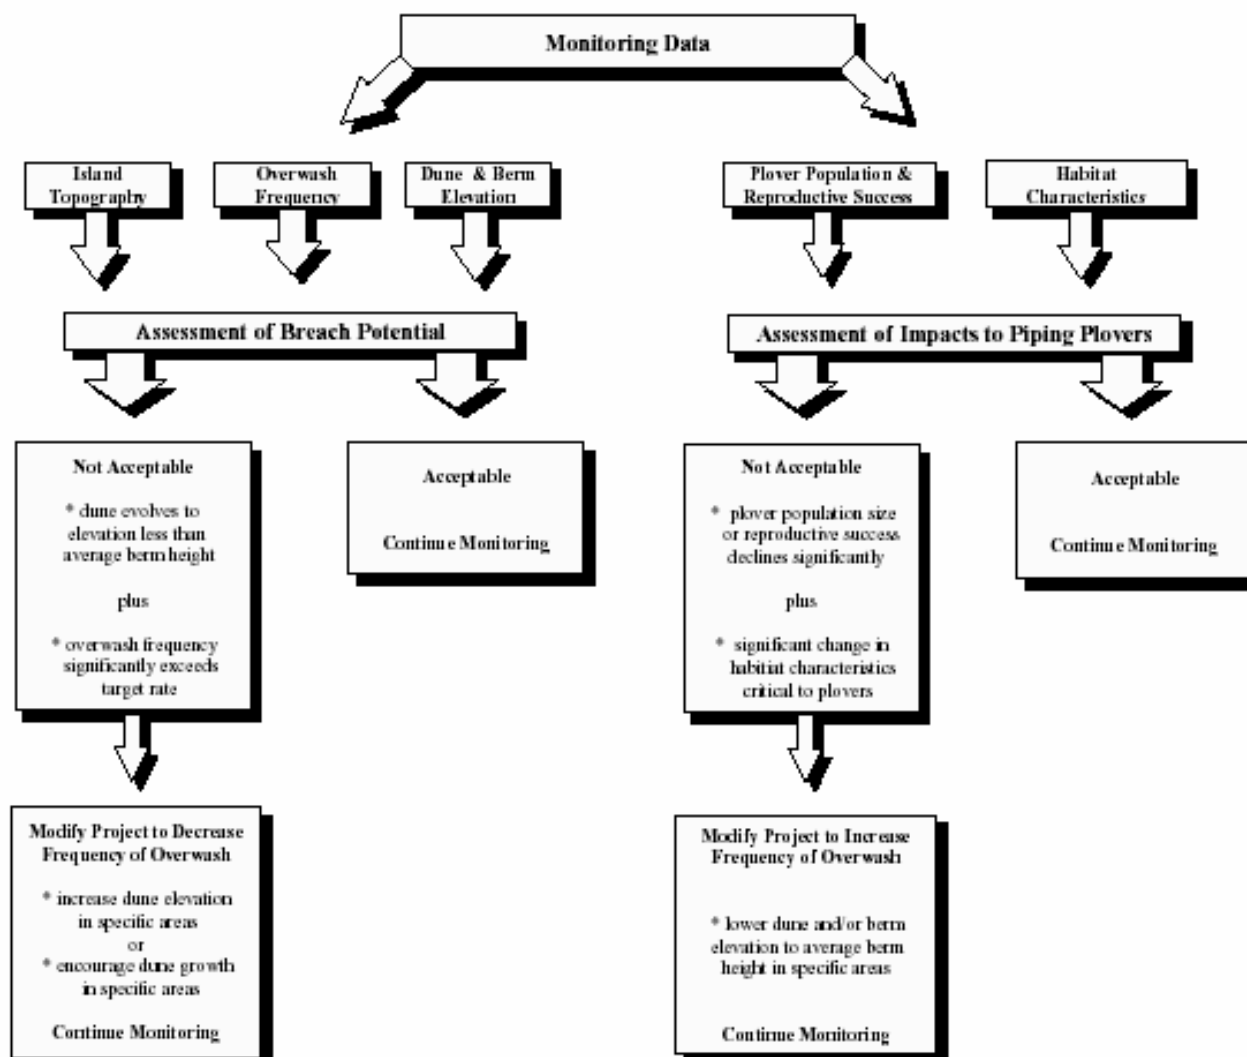 Monitoring Data
Island
Topography
Overwash
Frequency
Dune & Berm
Elevation
Plover Population &
Reproductive Success
Habitat
Characteristics
Assessment of Breach Potential
Assessment of Impacts to Piping Plovers
Not Acceptable
* dune evolves to
elevation less than
average berm height
plus
* overwash frequency
significantly exceeds
target rate
Acceptable
Continue Monitoring
Not Acceptable
* plover population size
or reproductive success
declines significantly
plus
* significant change in
habitiat characteristics
critical to plovers
Acceptable
Continue Monitoring
Modify Project to Decrease
Frequency of Overwash
* increase dune elevation
in specific areas
or
* encourage dune growth
in specific areas
Continue Monitoring
Modify Project to Increase
Frequency of Overwash
* lower dune and/or berm
elevation to average berm
height in specific areas
Continue Monitoring